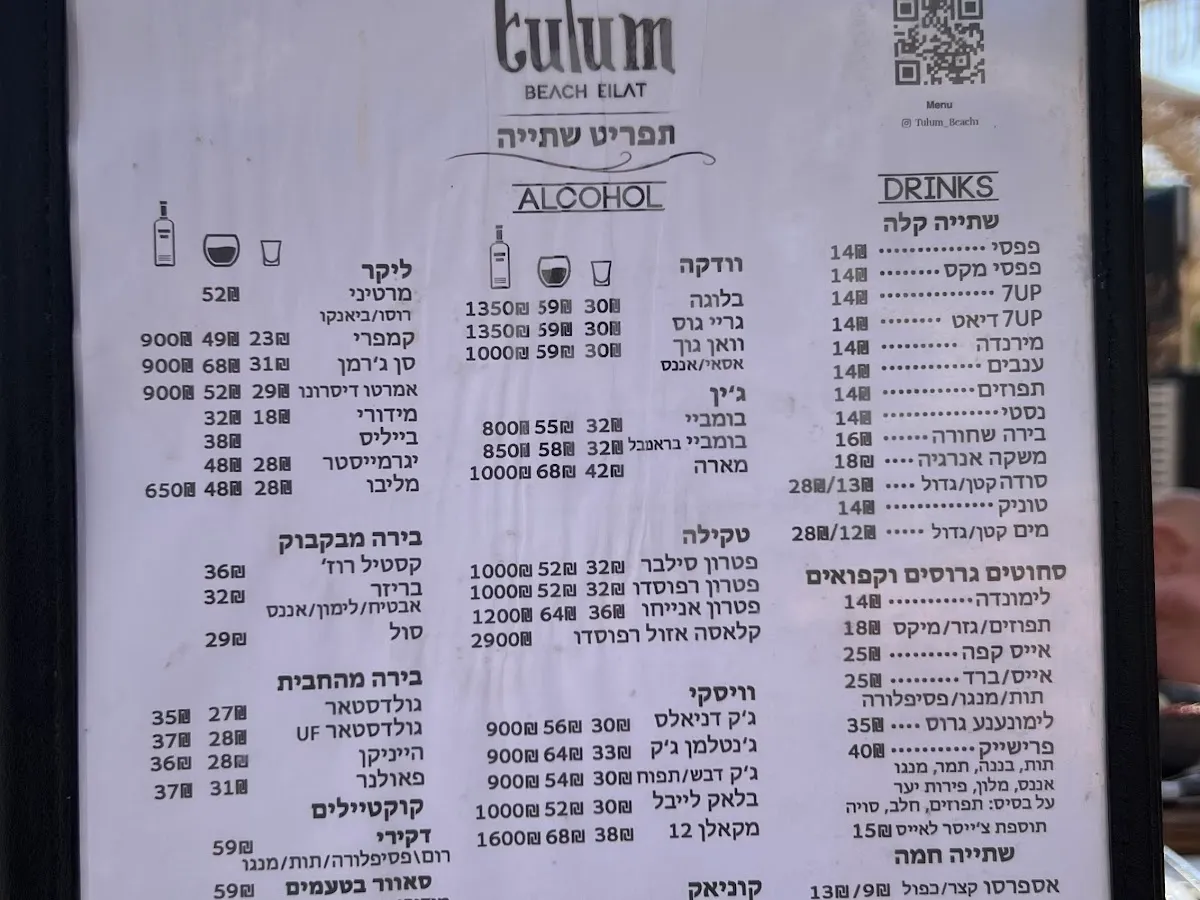 tulum
BEACH EILAT
תפריט שתייה
Menu
Tulum_Beach1
DRINKS
שתייה קלה
פפסי ₪14
פפסי מקס ₪14
7UP ₪14
7UP דיאט ₪14
מירנדה ₪14
ענבים ₪14
תפוזים ₪14
נסטי ₪14
בירה שחורה ₪16
משקה אנרגיה ₪18
סודה קטן/גדול 28₪/13₪
טוניק ₪14
מים קטן/גדול 28₪/12₪
סחוטים גרוסים וקפואים
לימונדה ₪14
תפוזים/גזר/מיקס ₪18
אייס קפה ₪25
אייס/ברד ₪25
תות/מנגו/פסיפלורה
לימונענע גרוס ₪35
פרישייק ₪40
תות, בננה, תמר, מנגו
אננס, מלון, פירות יער
על בסיס: תפוזים, חלב, סויה
תוספת צ'ייסר לאייס ₪15
שתייה חמה
אספרסו קצר/כפול 13₪/9₪
ALCOHOL
וודקה
בלוגה 30₪ 59₪ 1350₪
גריי גוס 30₪ 59₪ 1350₪
וואן גוך 30₪ 59₪ 1000₪
אסאי/אננס
ג'ין
בומביי 32₪ 55₪ 800₪
בומביי בראמבל 32₪ 58₪ 850₪
מארה 42₪ 68₪ 1000₪
טקילה
פטרון סילבר 32₪ 52₪ 1000₪
פטרון רפוסדו 32₪ 52₪ 1000₪
פטרון אנייחו 36₪ 64₪ 1200₪
קלאסה אזול רפוסדו 2900₪
וויסקי
ג'ק דניאלס 30₪ 56₪ 900₪
ג'נטלמן ג'ק 33₪ 64₪ 900₪
ג'ק דבש/תפוח 30₪ 54₪ 900₪
בלאק לייבל 30₪ 52₪ 1000₪
מקאלן 12 38₪ 68₪ 1600₪
קוניאק
ליקר
מרטיני 52₪
רוסו/ביאנקו
קמפרי 23₪ 49₪ 900₪
סן ג'רמן 31₪ 68₪ 900₪
אמרטו דיסרונו 29₪ 52₪ 900₪
מידורי 18₪ 32₪
בייליס 38₪
יגרמייסטר 28₪ 48₪
מליבו 28₪ 48₪ 650₪
בירה מבקבוק
קסטיל רוז' 36₪
בריזר 32₪
אבטיח/לימון/אננס
סול 29₪
בירה מהחבית
גולדסטאר 27₪ 35₪
גולדסטאר UF 28₪ 37₪
הייניקן 28₪ 36₪
פאולנר 31₪ 37₪
קוקטיילים
דקירי 59₪
רום\פסיפלורה/תות/מנגו
סאוור בטעמים 59₪